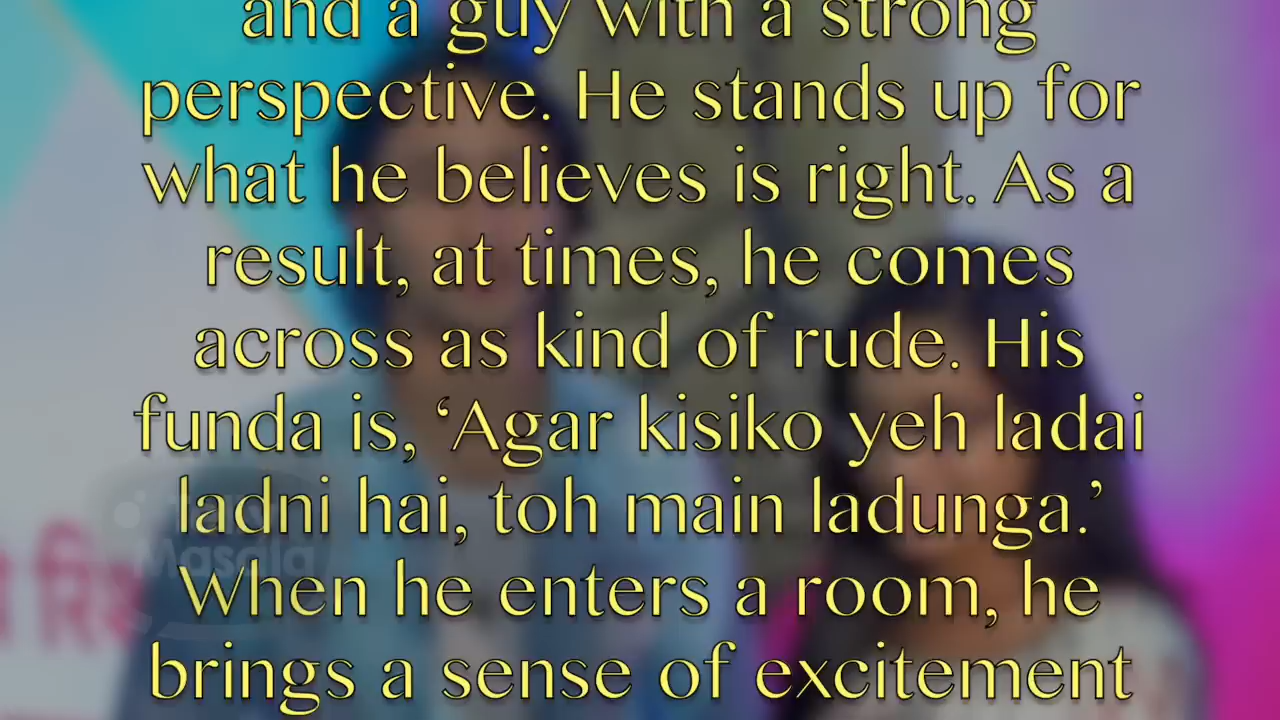 and a guy with a strong
perspective. He stands up for
what he believes is right. As a
result, at times, he comes
across as kind of rude. His
funda is, ‘Agar kisiko yeh ladai
ladni hai, toh main ladunga.’
When he enters a room, he
brings a sense of excitement
Masala